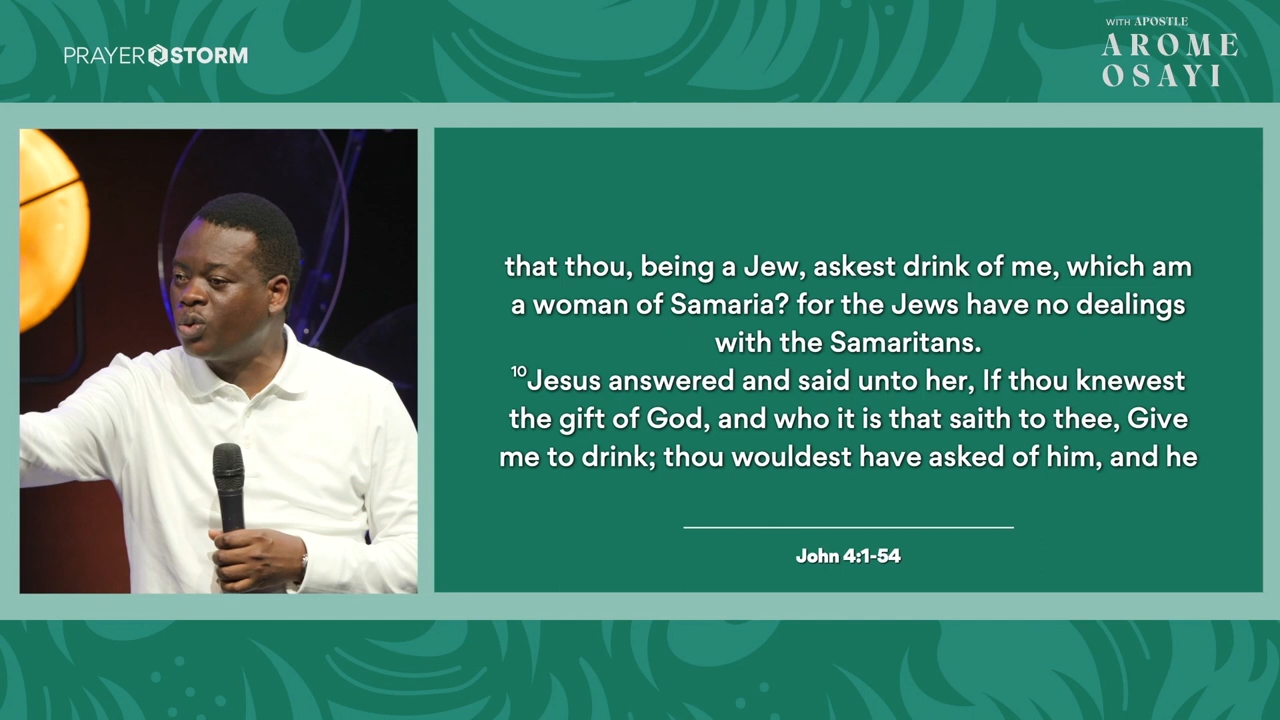 PRAYER STORM
WITH APOSTLE
AROME
OSAYI
that thou, being a Jew, askest drink of me, which am
a woman of Samaria? for the Jews have no dealings
with the Samaritans.
10Jesus answered and said unto her, If thou knewest
the gift of God, and who it is that saith to thee, Give
me to drink; thou wouldest have asked of him, and he
John 4:1-54